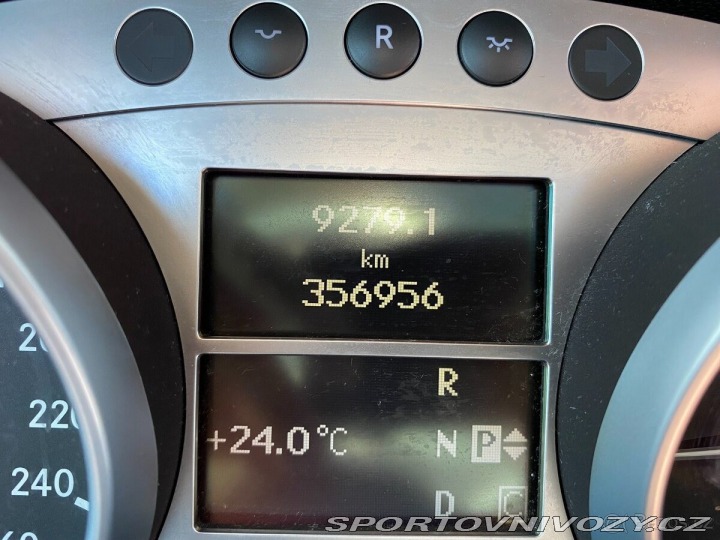 R
9279.1
km
356956
R
+24.0°C N P
D C
220
240
SPORTOVNIVOZY.CZ